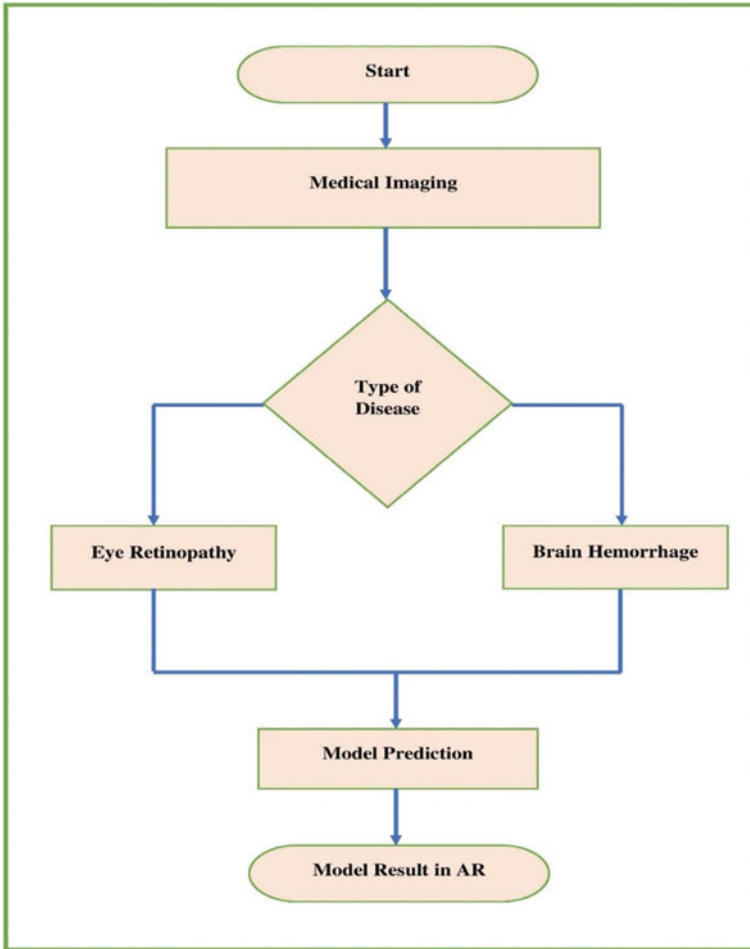 Start
Medical Imaging
Type of
Disease
Eye Retinopathy
Brain Hemorrhage
Model Prediction
Model Result in AR